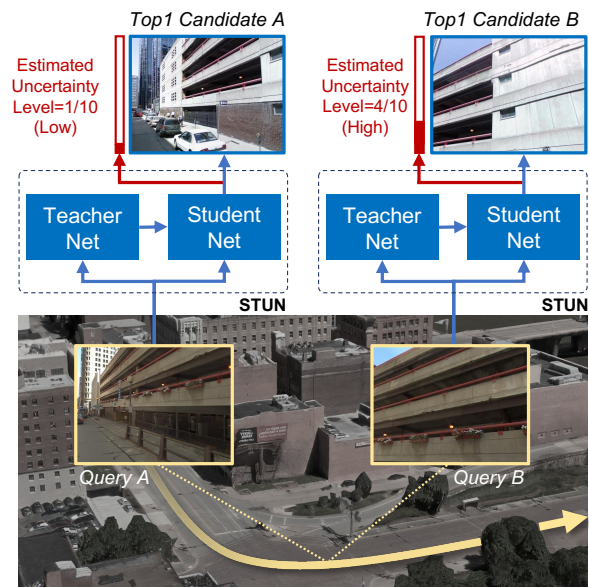 Top1 Candidate A
Top1 Candidate B
Estimated
Uncertainty
Level=1/10
(Low)
Estimated
Uncertainty
Level=4/10
(High)
Teacher
Net
Student
Net
Teacher
Net
Student
Net
STUN
STUN
Query A
Query B